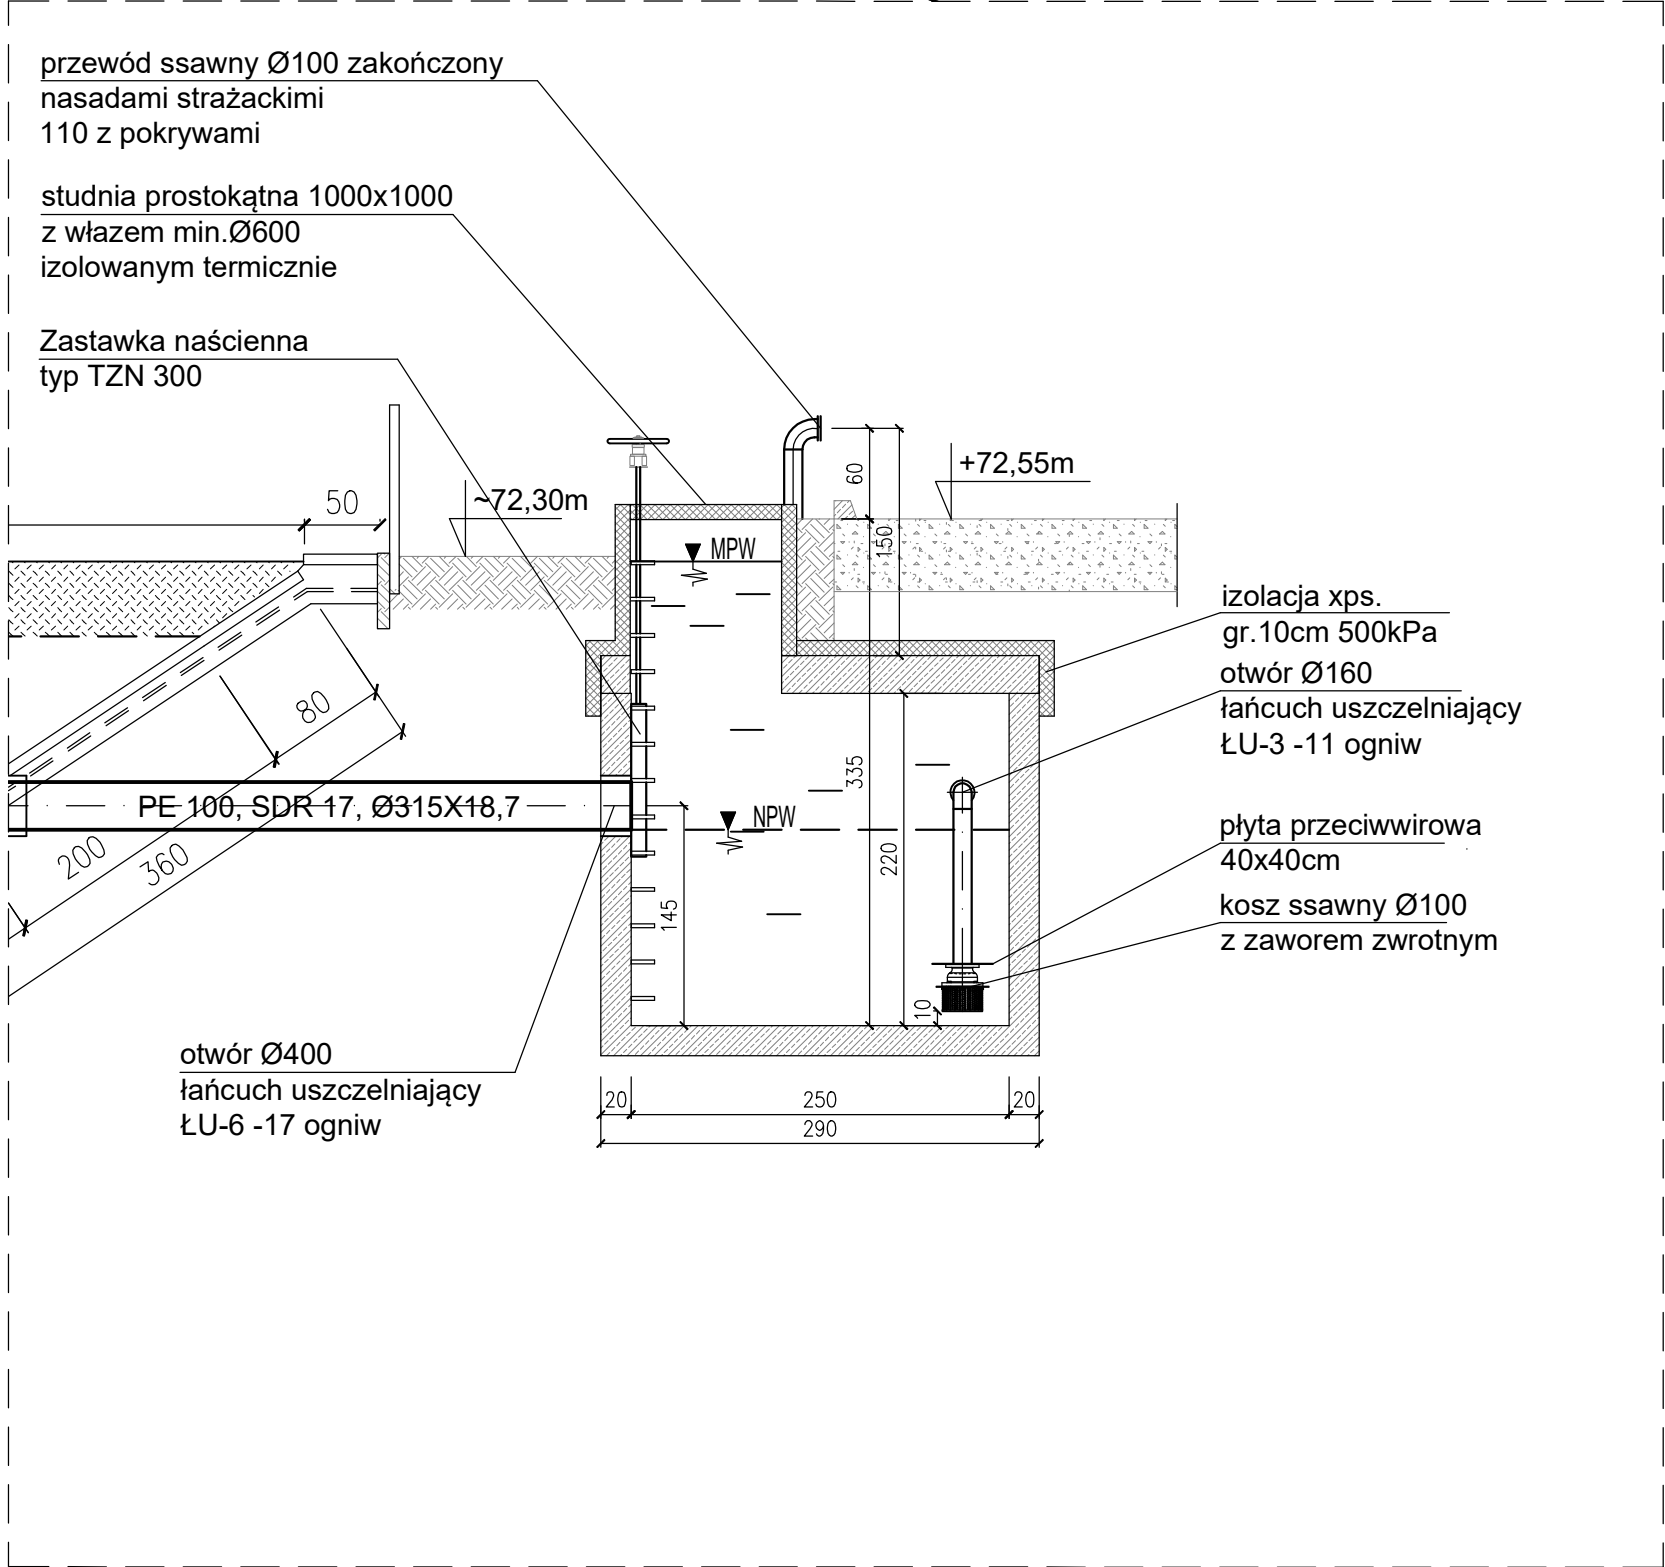 przewód ssawny Ø100 zakończony
nasadami strażackimi
110 z pokrywami
studnia prostokątna 1000x1000
z włazem min.Ø600
izolowanym termicznie
Zastawka naścienna
typ TZN 300
50
~72,30m
60
+72,55m
150
MPW
izolacja xps.
gr.10cm 500kPa
otwór Ø160
łańcuch uszczelniający
ŁU-3 -11 ogniw
80
335
PE 100, SDR 17, Ø315X18,7
NPW
płyta przeciwwirowa
40x40cm
200
360
220
145
kosz ssawny Ø100
z zaworem zwrotnym
10
otwór Ø400
łańcuch uszczelniający
ŁU-6 -17 ogniw
20
250
20
290